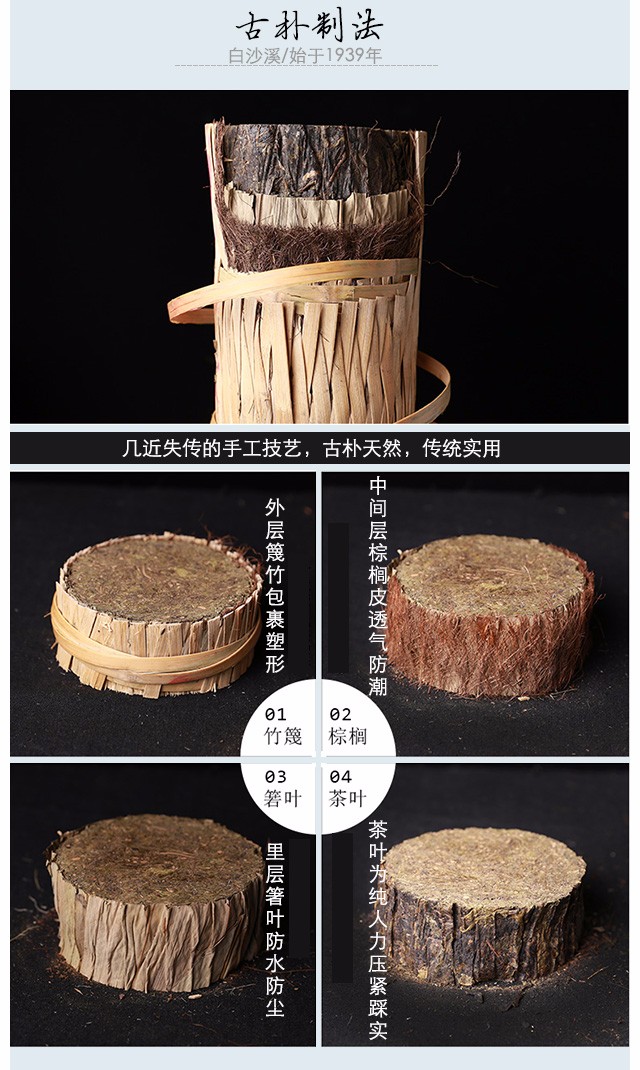 古朴制法
白沙溪/始于1939年
几近失传的手工技艺，古朴天然，传统实用
外层篾竹包裹塑形
中间层棕榈皮透气防潮
01
竹篾
02
棕榈
03
箬叶
04
茶叶
里层箬叶防水防尘
茶叶为纯人力压紧踩实